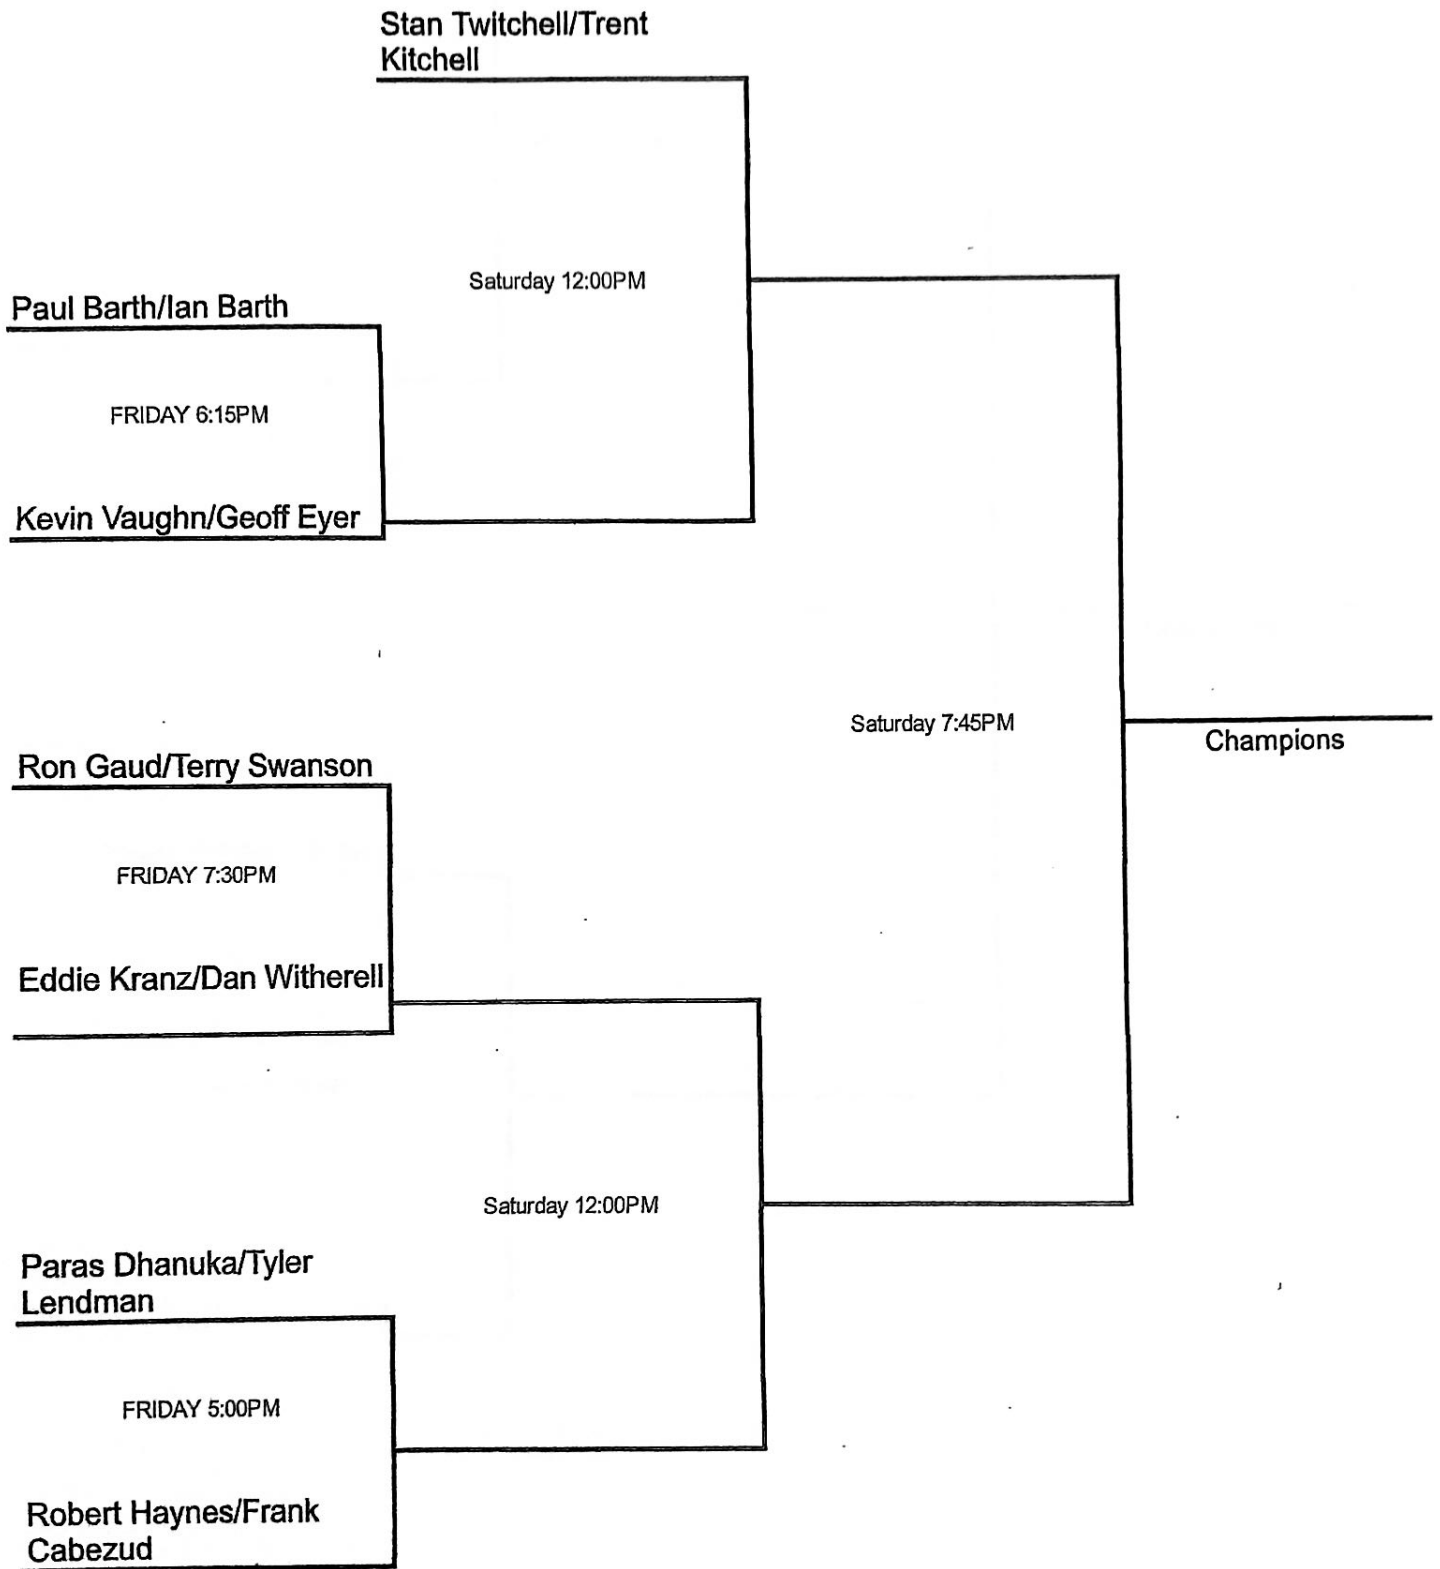 Stan Twitchell/Trent
Kitchell
Saturday 12:00PM
Paul Barth/Ian Barth
FRIDAY 6:15PM
Kevin Vaughn/Geoff Eyer
Saturday 7:45PM
Champions
Ron Gaud/Terry Swanson
FRIDAY 7:30PM
Eddie Kranz/Dan Witherell
Saturday 12:00PM
Paras Dhanuka/Tyler
Lendman
FRIDAY 5:00PM
Robert Haynes/Frank
Cabezud